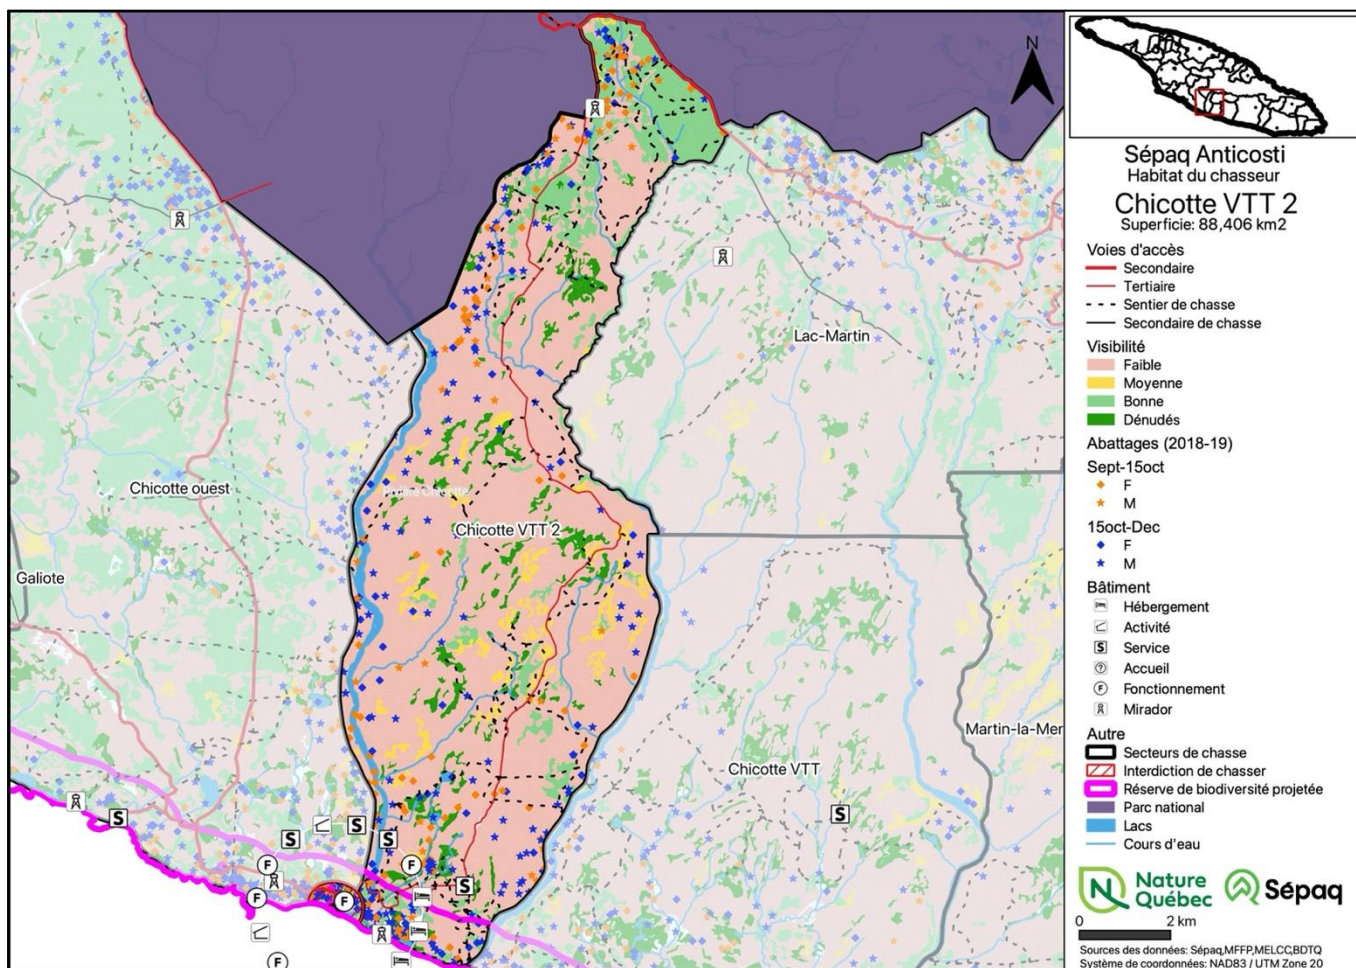 N
Sépaq Anticosti
Habitat du chasseur
Chicotte VTT 2
Superficie: 88,406 km2
Voies d'accès
Secondaire
Tertiaire
Sentier de chasse
Secondaire de chasse
Visibilité
Faible
Moyenne
Bonne
Dénudés
Abattages (2018-19)
Sept-15oct
F
M
15oct-Dec
F
M
Bâtiment
Hébergement
Activité
S Service
? Accueil
F Fonctionnement
Mirador
Autre
Secteurs de chasse
Interdiction de chasser
Réserve de biodiversité projetée
Parc national
Lacs
Cours d'eau
Nature Québec
Sépaq
0 2 km
Sources des données: Sépaq,MFFP,MELCC,BDTQ
Système de coordonnées: NAD83 / UTM Zone 20
Lac-Martin
Chicotte ouest
Rivière Chicotte
Chicotte VTT 2
Galiote
Martin-la-Mer
Chicotte VTT
S
S
S
S
S
S
F
F
F
F
F